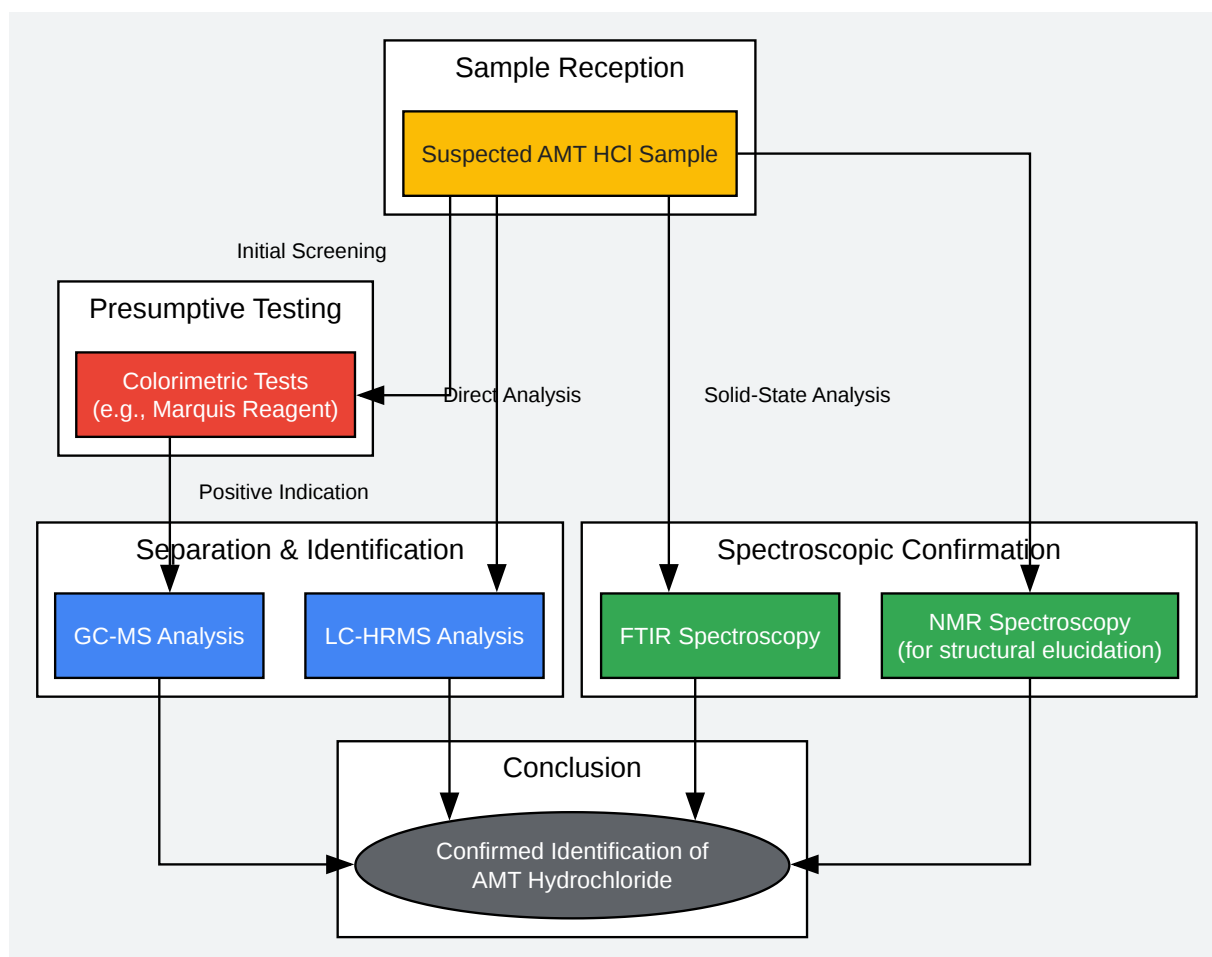 Sample Reception
Suspected AMT HCl Sample
Initial Screening
Presumptive Testing
Colorimetric Tests
(e.g., Marquis Reagent)
Direct Analysis
Solid-State Analysis
Positive Indication
Separation & Identification
Spectroscopic Confirmation
GC-MS Analysis
LC-HRMS Analysis
FTIR Spectroscopy
NMR Spectroscopy
(for structural elucidation)
Conclusion
Confirmed Identification of
AMT Hydrochloride